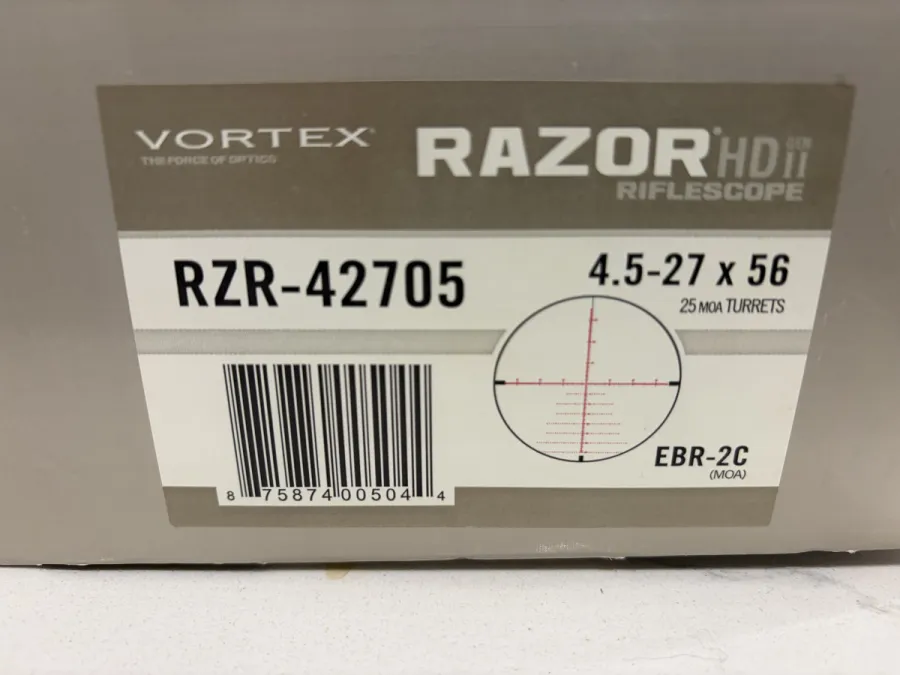 VORTEX®
THE FORCE OF OPTICS
RAZOR® HD GEN II
RIFLESCOPE
RZR-42705
4.5-27 x 56
25 MOA TURRETS
EBR-2C
(MOA)
8 75874 00504 4